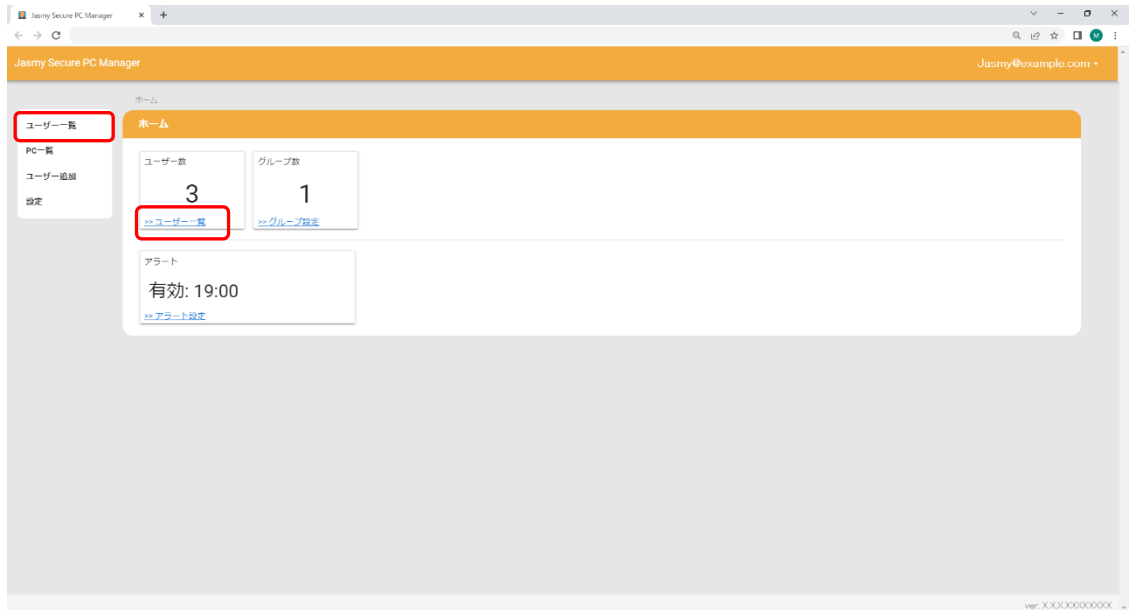 Jasmy Secure PC Manager
Jasmy Secure PC Manager
Jasmy@example.com
ホーム
ユーザー一覧
PC一覧
ユーザー追加
設定
ホーム
ユーザー数
3
>> ユーザー一覧
グループ数
1
>> グループ設定
アラート
有効: 19:00
>> アラート設定
ver. X.XXXXXXXXXX